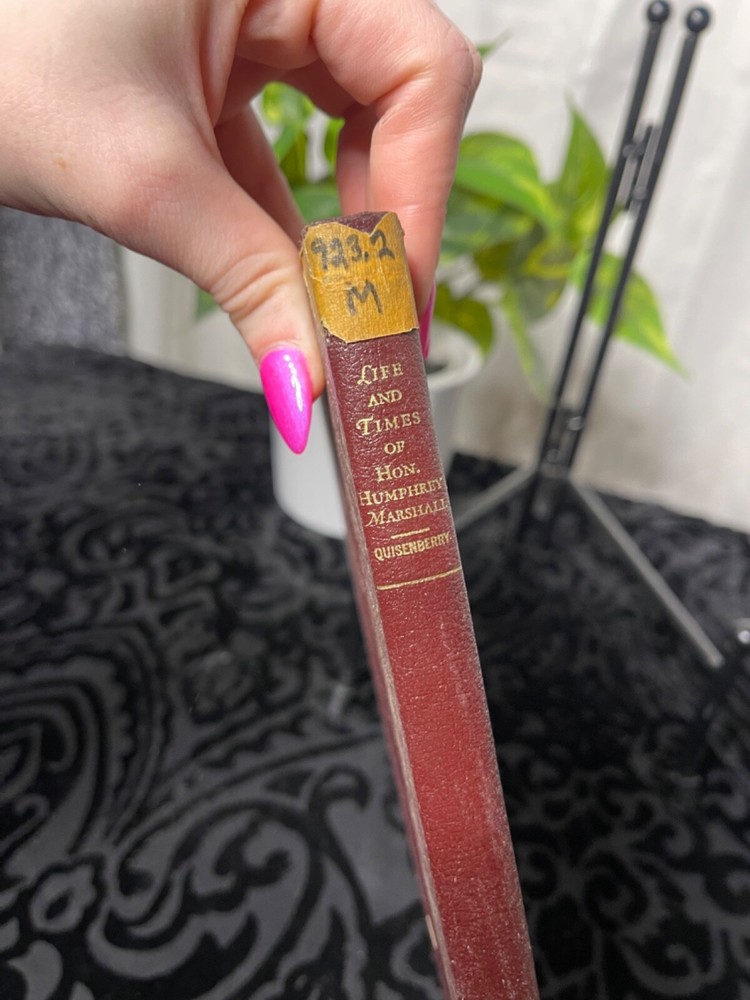 923.2
M
LIFE
AND
TIMES
OF
HON.
HUMPHREY
MARSHALL
QUISENBERRY